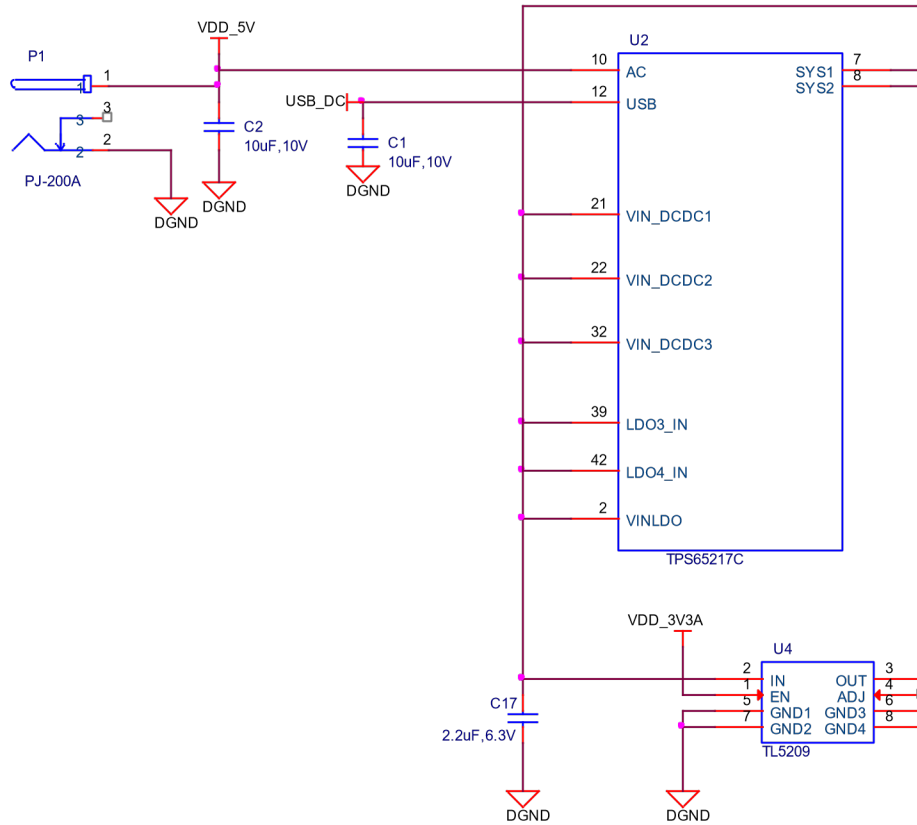 VDD_5V
P1
1
1
3
3
2
2
PJ-200A
DGND
C2
10uF,10V
DGND
USB_DC
C1
10uF,10V
DGND
U2
10
AC
12
USB
7
SYS1
8
SYS2
21
VIN_DCDC1
22
VIN_DCDC2
32
VIN_DCDC3
39
LDO3_IN
42
LDO4_IN
2
VINLDO
TPS65217C
VDD_3V3A
U4
2
IN
1
EN
5
GND1
7
GND2
3
OUT
4
ADJ
6
GND3
8
GND4
TL5209
C17
2.2uF,6.3V
DGND
DGND